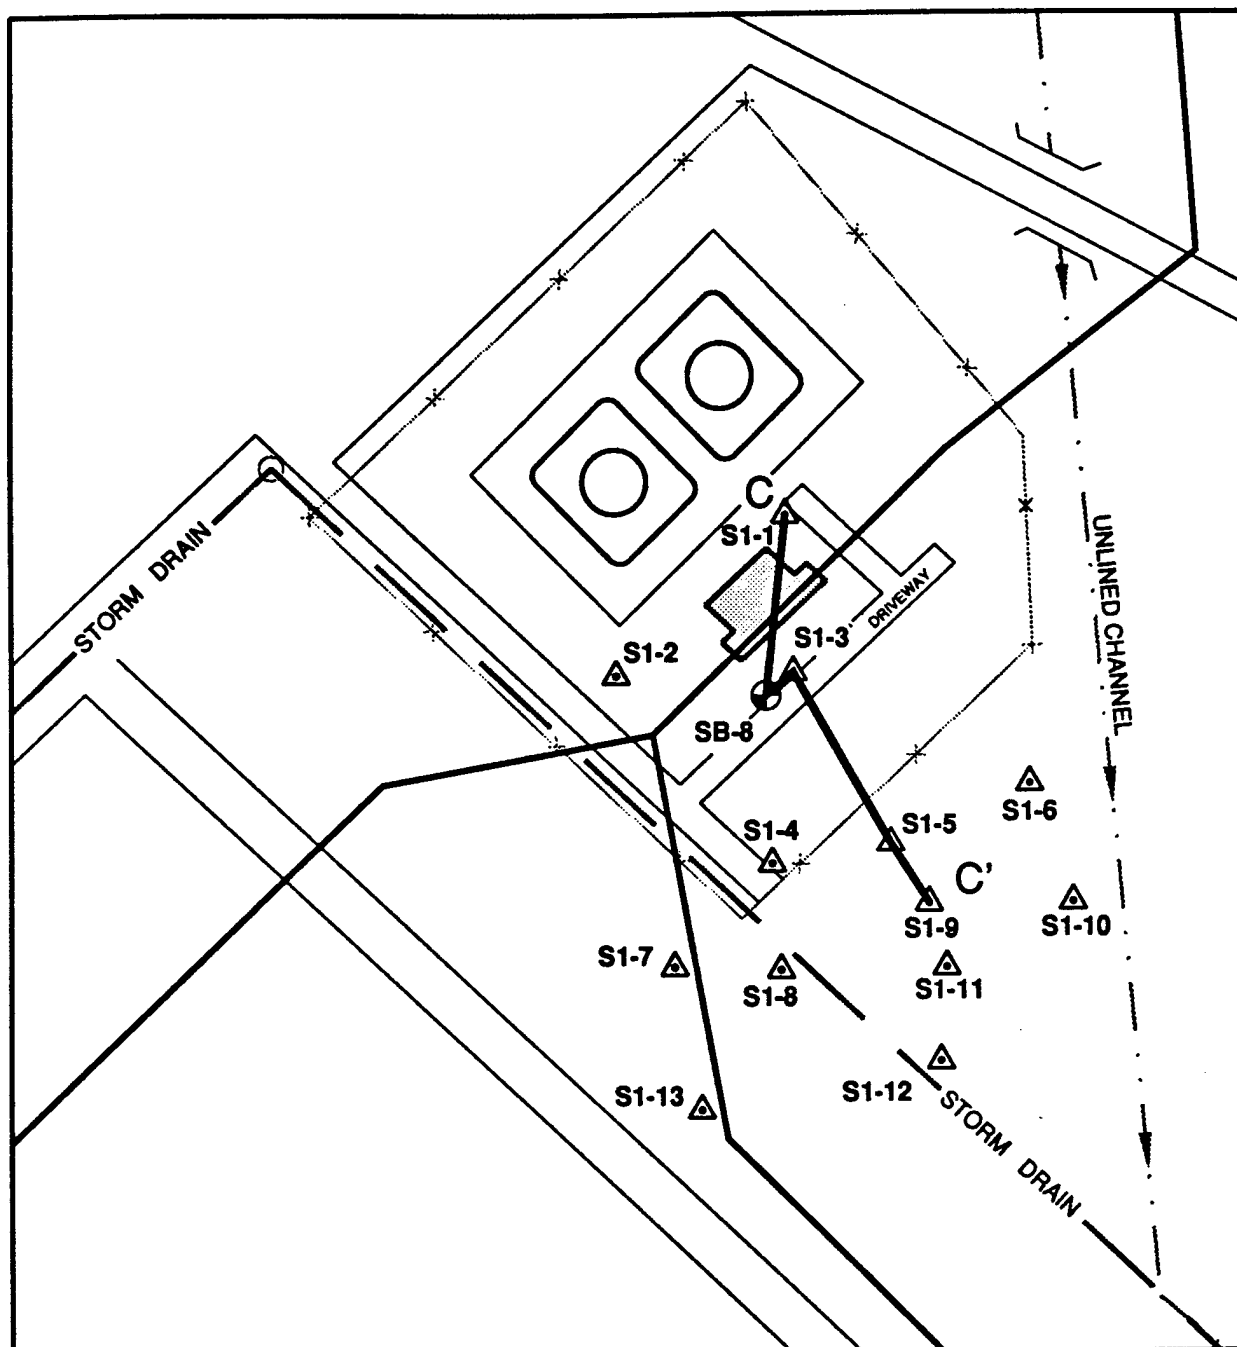 C
S1-1
STORM DRAIN
UNLINED CHANNEL
DRIVEWAY
S1-2
S1-3
SB-8
S1-6
S1-4
S1-5
C'
S1-9
S1-10
S1-7
S1-8
S1-11
S1-12
S1-13
STORM DRAIN